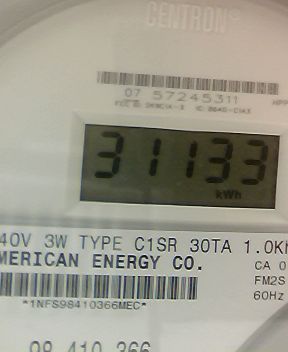 CENTRON®
07 57245311
31133
kWh
40V 3W TYPE C1SR 30TA 1.0K
MERICAN ENERGY CO.
CA 0
FM2S
60Hz
*1NFS98410366MEC*
98 410 366